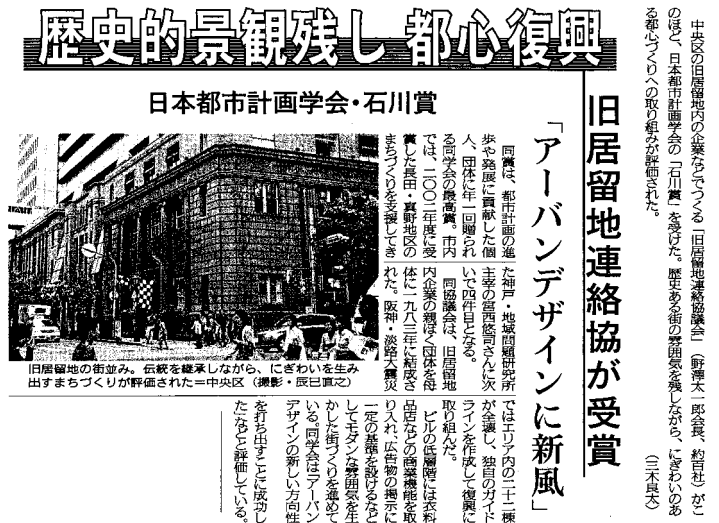 歴史的景観残し 都心復興
日本都市計画学会・石川賞
旧居留地連絡協が受賞
「アーバンデザインに新風」
中央区の旧居留地内の企業などでつくる「旧居留地連絡協議会」（野澤太一郎会長、約百社）がこ
のほど、日本都市計画学会の「石川賞」を受けた。歴史ある街の雰囲気を残しながら、にぎわいのあ
る都心づくりへの取り組みが評価された。
（三木良太）
同賞は、都市計画の進
歩や発展に貢献した個
人、団体に年一回贈られ
る同学会の最高賞。市内
では、二〇〇二年度に受
賞した長田・真野地区の
まちづくりを支援してき
た神戸・地域問題研究所
主宰の宮西悠司さんに次
いで四件目となる。
同協議会は、旧居留地
内企業の親ぼく団体を母
体に一九八三年に結成さ
れた。阪神・淡路大震災
ではエリア内の二十二棟
が全壊し、独自のガイド
ラインを作成して復興に
取り組んだ。
ビルの低層階には衣料
品店などの商業機能を取
り入れ、広告物の掲示に
一定の基準を設けるなど
してモダンな雰囲気を生
かした街づくりを進めて
いる。同学会は「アーバン
デザインの新しい方向性
を打ち出すことに成功し
た」などと評価している。
旧居留地の街並み。伝統を継承しながら、にぎわいを生み
出すまちづくりが評価された＝中央区（撮影・辰巳直之）